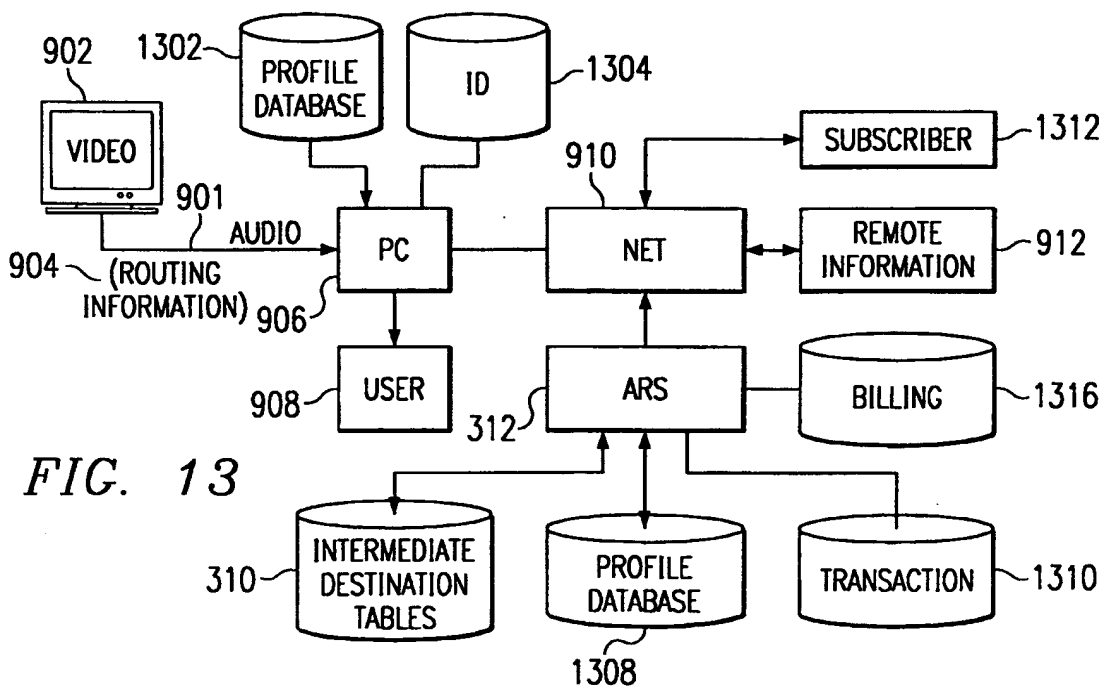 902
1302
PROFILE
DATABASE
ID
1304
VIDEO
901
AUDIO
904
(ROUTING
INFORMATION)
PC
906
910
NET
SUBSCRIBER
1312
REMOTE
INFORMATION
912
USER
908
ARS
312
BILLING
1316
FIG. 13
310
INTERMEDIATE
DESTINATION
TABLES
PROFILE
DATABASE
1308
TRANSACTION
1310